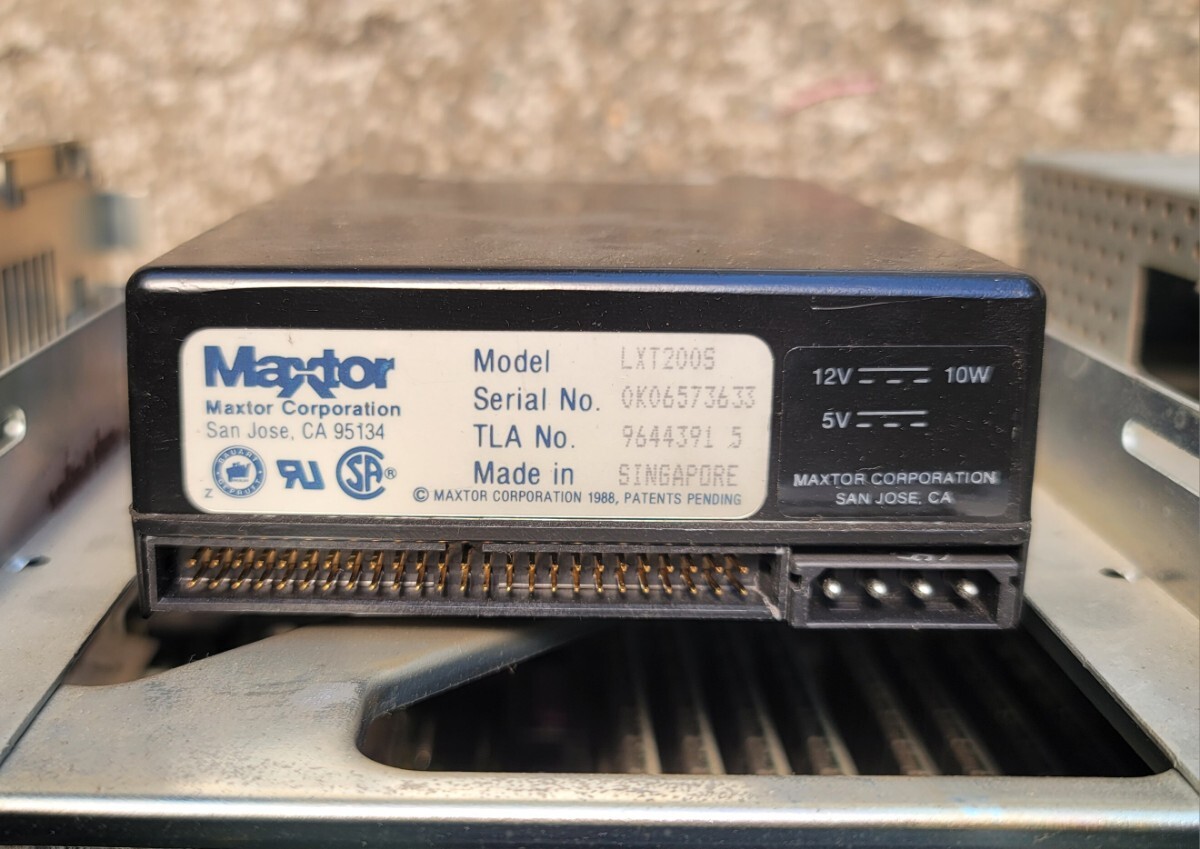 Maxtor
Maxtor Corporation
San Jose, CA 95134
Z
SA ®
Model LXT200S
Serial No. 0K06573633
TLA No. 9644391 5
Made in SINGAPORE
© MAXTOR CORPORATION 1988, PATENTS PENDING
12V 10W
5V
MAXTOR CORPORATION
SAN JOSE, CA